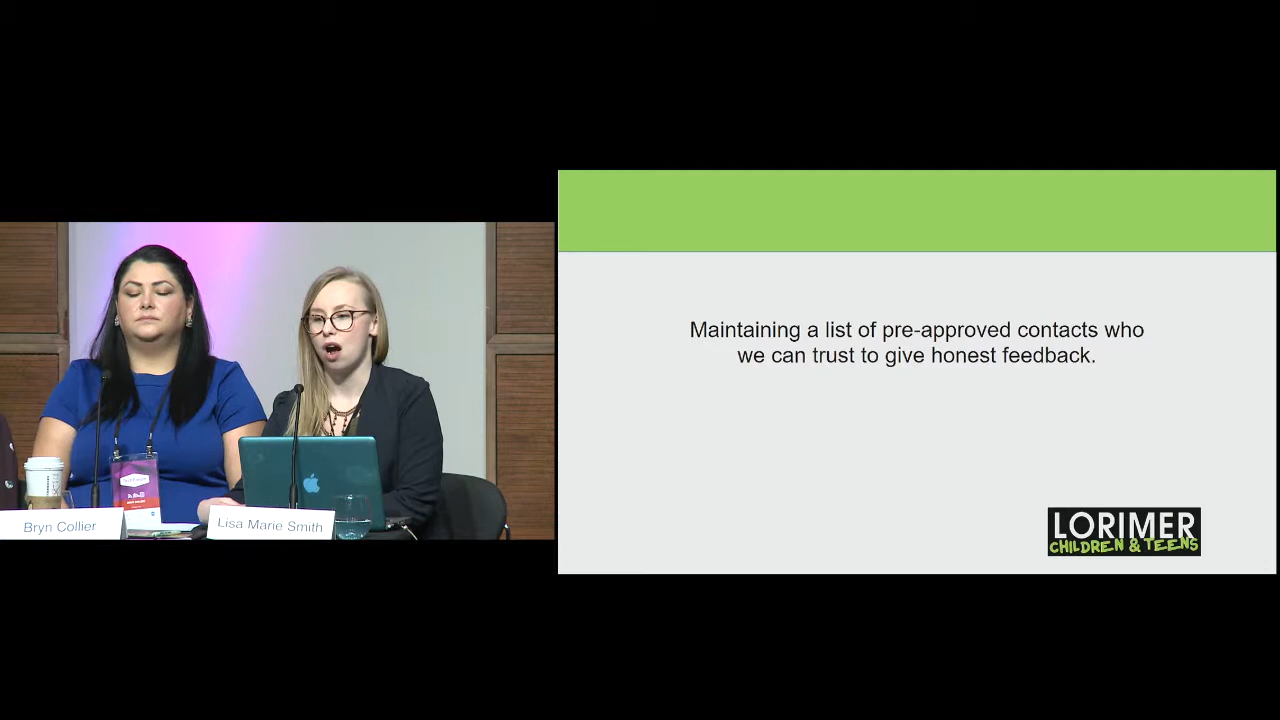 Maintaining a list of pre-approved contacts who
we can trust to give honest feedback.
LORIMER
CHILDREN & TEENS
Bryn Collier
Lisa Marie Smith